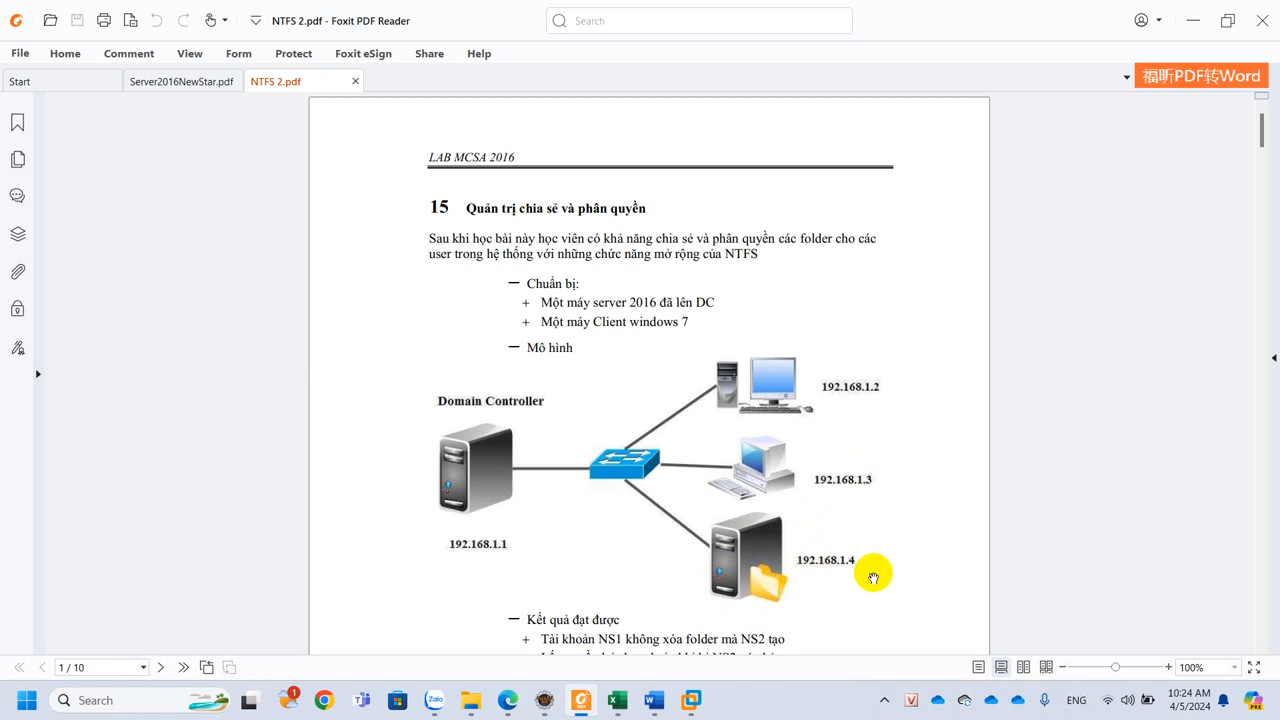 NTFS 2.pdf - Foxit PDF Reader
Search
File Home Comment View Form Protect Foxit eSign Share Help
Start Server2016NewStar.pdf NTFS 2.pdf
福昕PDF转Word
LAB MCSA 2016
15 Quản trị chia sẻ và phân quyền
Sau khi học bài này học viên có khả năng chia sẻ và phân quyền các folder cho các
user trong hệ thống với những chức năng mở rộng của NTFS
– Chuẩn bị:
+ Một máy server 2016 đã lên DC
+ Một máy Client windows 7
– Mô hình
192.168.1.2
Domain Controller
192.168.1.3
192.168.1.1
192.168.1.4
– Kết quả đạt được
+ Tài khoản NS1 không xóa folder mà NS2 tạo
1 / 10
100%
Search
1
Zalo
ENG
10:24 AM
4/5/2024
PRE